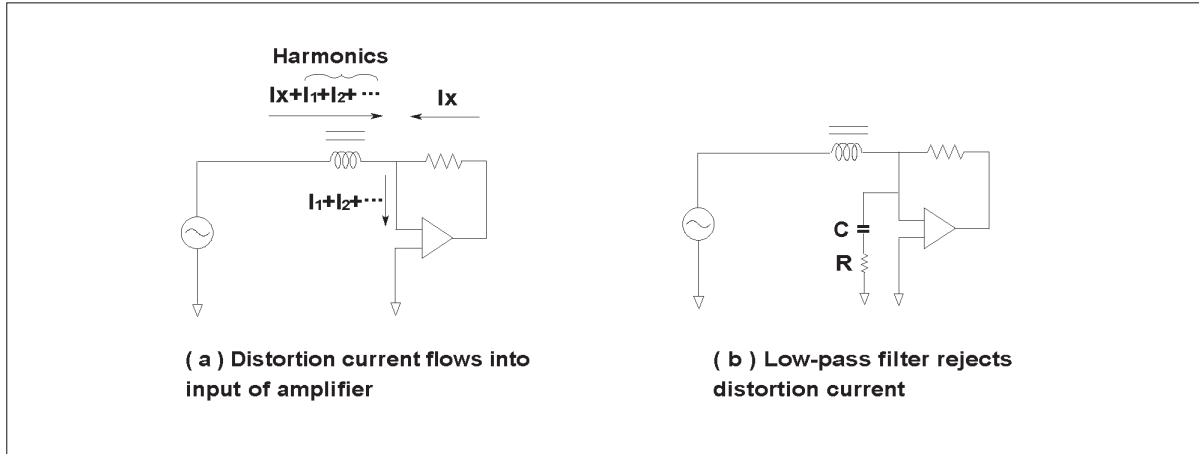 Harmonics
Ix+I1+I2+ ··· Ix
I1+I2+···
C
R
( a ) Distortion current flows into
input of amplifier
( b ) Low-pass filter rejects
distortion current